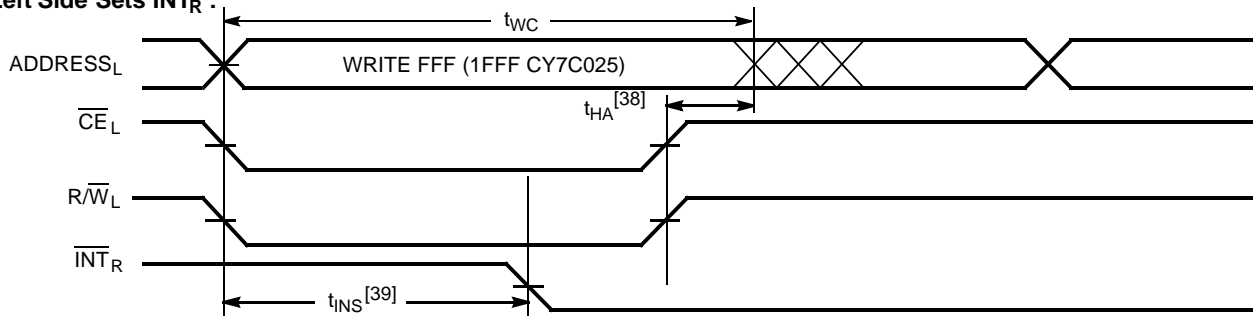 Left Side Sets INTR :
tWC
ADDRESSL
WRITE FFF (1FFF CY7C025)
tHA[38]
CEL
R/WL
INTR
tINS[39]